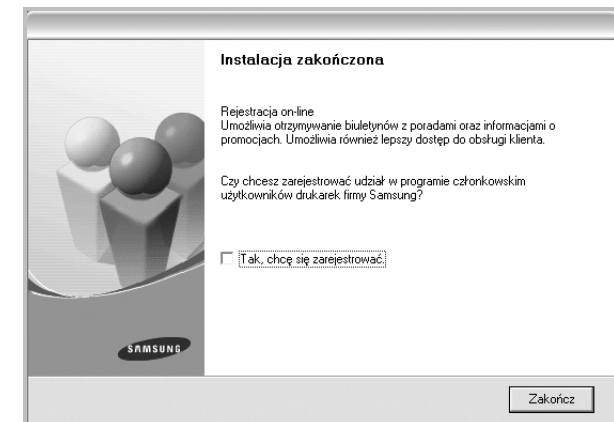 Instalacja zakończona
Rejestracja on-line
Umożliwia otrzymywanie biuletynów z poradami oraz informacjami o
promocjach. Umożliwia również lepszy dostęp do obsługi klienta.
Czy chcesz zarejestrować udział w programie członkowskim
użytkowników drukarek firmy Samsung?
Tak, chcę się zarejestrować.
SAMSUNG
Zakończ